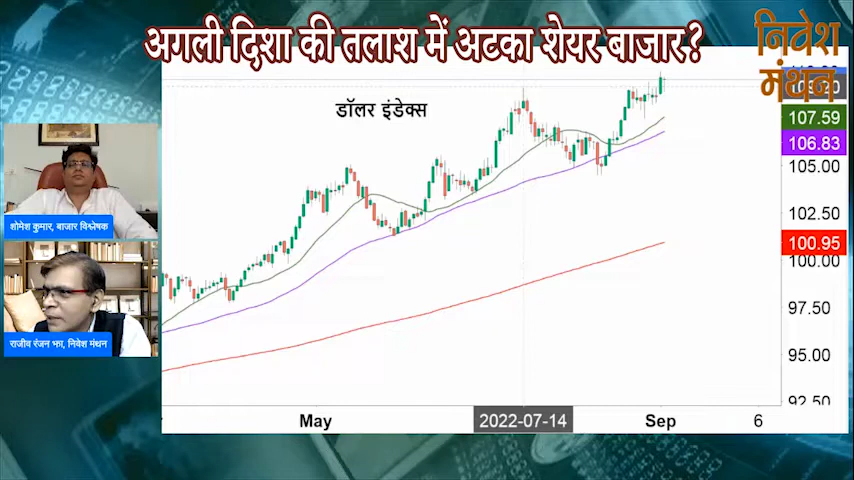 अगली दिशा की तलाश में अटका शेयर बाजार?
निवेश
मंथन
डॉलर इंडेक्स
107.59
106.83
105.00
102.50
100.95
100.00
97.50
95.00
92.50
शोमेश कुमार, बाजार विश्लेषक
राजीव रंजन झा, निवेश मंथन
May
2022-07-14
Sep
6